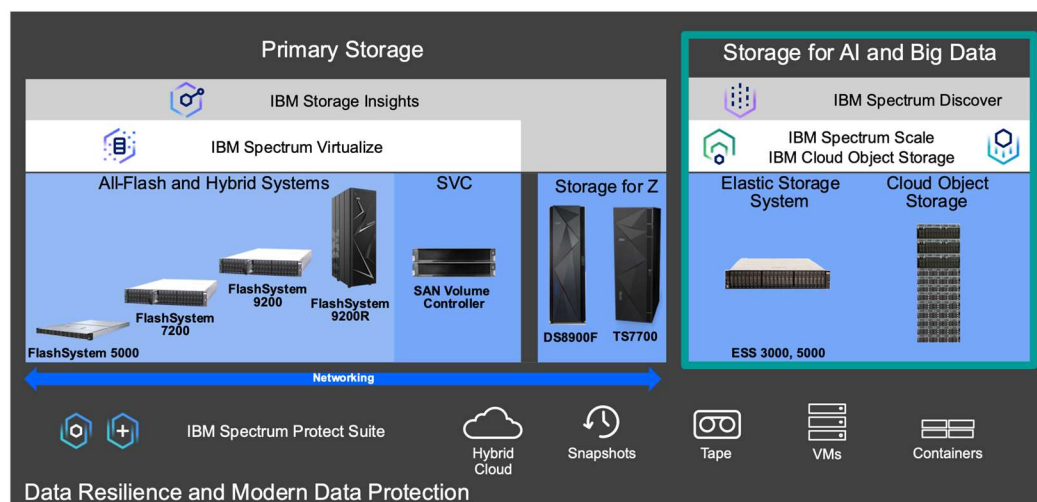 Primary Storage
IBM Storage Insights
IBM Spectrum Virtualize
All-Flash and Hybrid Systems
SVC
Storage for Z
FlashSystem 5000
FlashSystem
7200
FlashSystem
9200
FlashSystem
9200R
SAN Volume
Controller
DS8900F
TS7700
Networking
Storage for AI and Big Data
IBM Spectrum Discover
IBM Spectrum Scale
IBM Cloud Object Storage
Elastic Storage
System
Cloud Object
Storage
ESS 3000, 5000
IBM Spectrum Protect Suite
Hybrid
Cloud
Snapshots
Tape
VMs
Containers
Data Resilience and Modern Data Protection